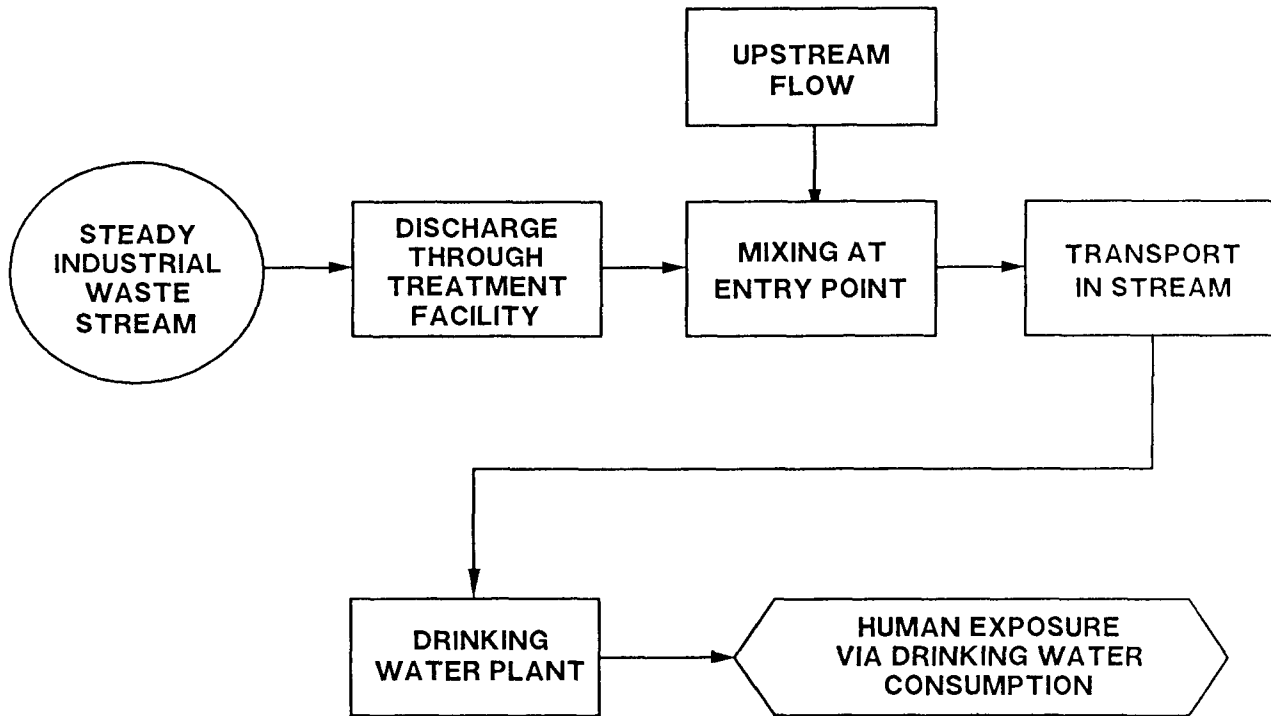 UPSTREAM
FLOW
STEADY
INDUSTRIAL
WASTE
STREAM
DISCHARGE
THROUGH
TREATMENT
FACILITY
MIXING AT
ENTRY POINT
TRANSPORT
IN STREAM
DRINKING
WATER PLANT
HUMAN EXPOSURE
VIA DRINKING WATER
CONSUMPTION